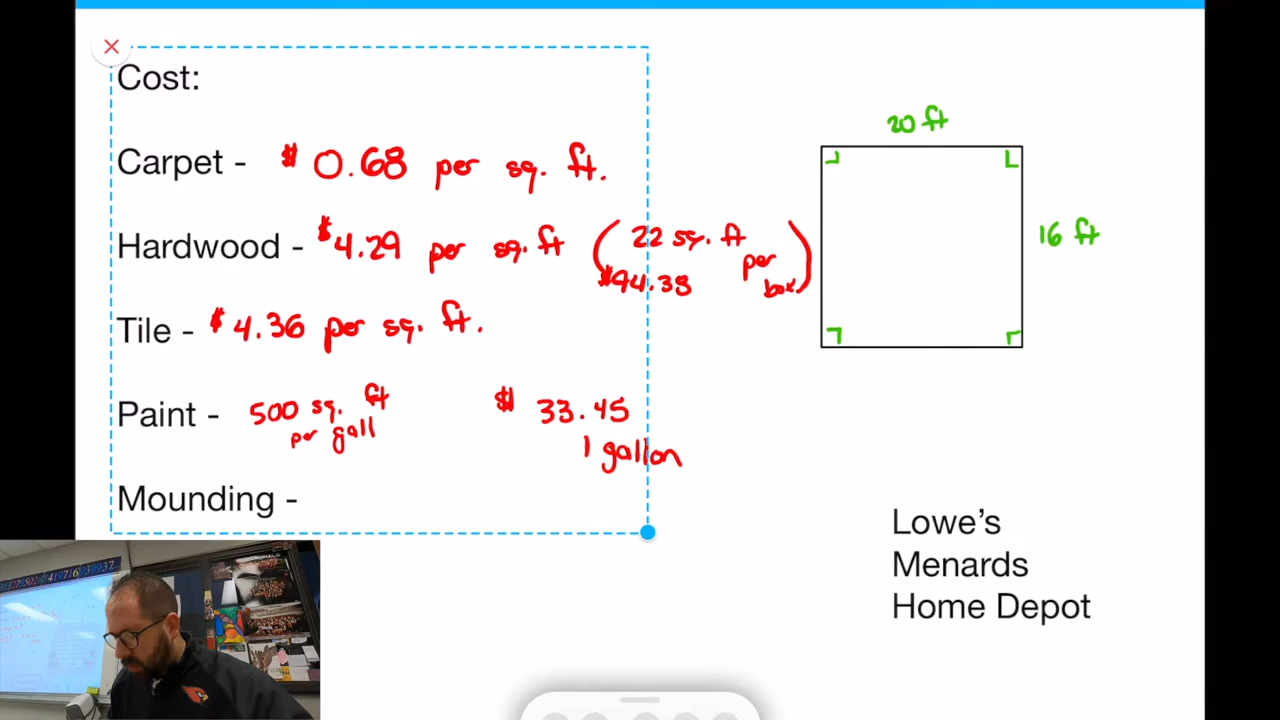 Cost:
Carpet - $ 0.68 per sq. ft.
Hardwood - $4.29 per sq. ft (22 sq. ft per box)
$94.38
Tile - $4.36 per sq. ft.
Paint - 500 sq. ft $ 33.45
per gall 1 gallon
Mounding -
20 ft
16 ft
Lowe's
Menards
Home Depot